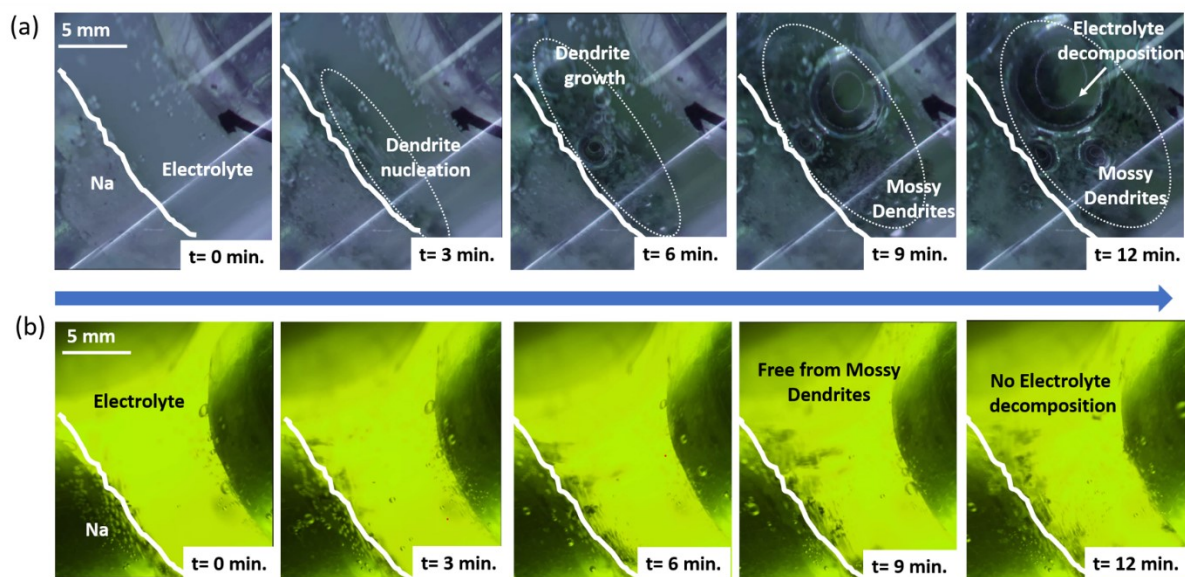 (a)
5 mm
Na
Electrolyte
t= 0 min.
Dendrite
nucleation
t= 3 min.
Dendrite
growth
t= 6 min.
Mossy
Dendrites
t= 9 min.
Electrolyte
decomposition
Mossy
Dendrites
t= 12 min.
(b)
5 mm
Electrolyte
Na
t= 0 min.
t= 3 min.
t= 6 min.
Free from Mossy
Dendrites
t= 9 min.
No Electrolyte
decomposition
t= 12 min.